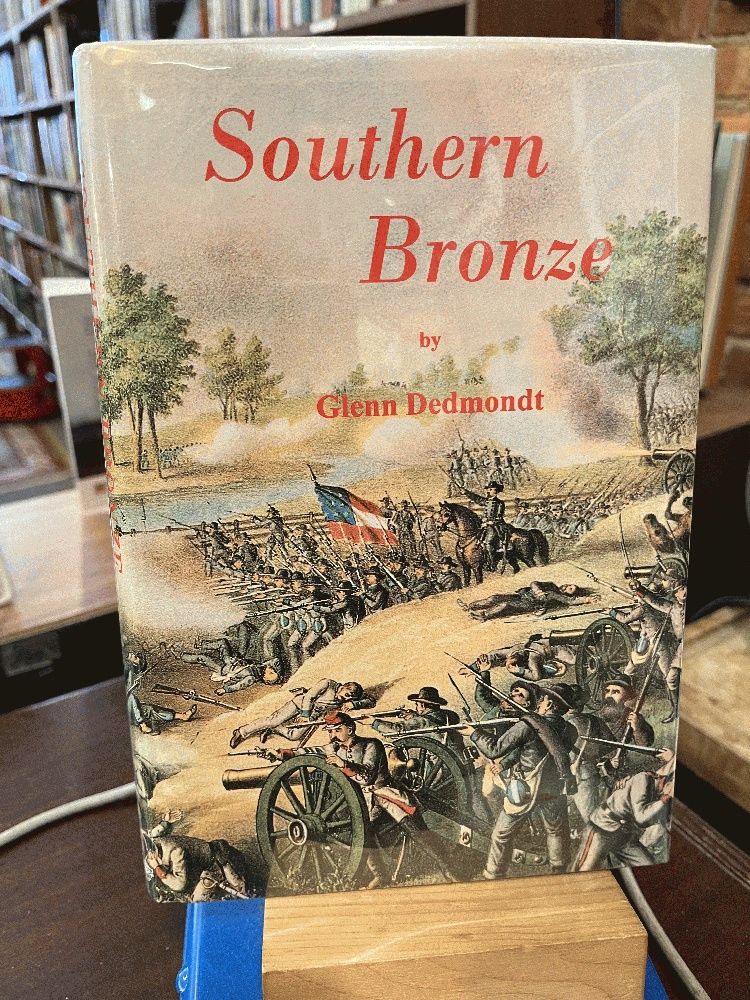 Southern
Bronze
by
Glenn Dedmondt